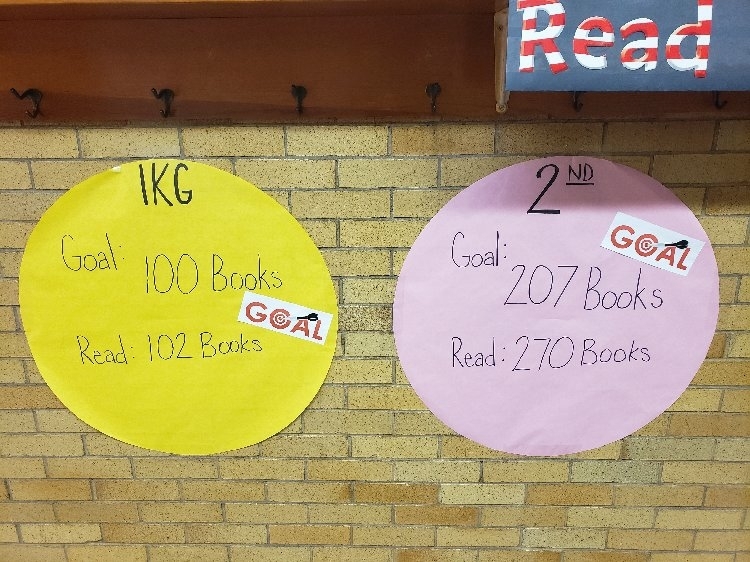 Read
1KG
Goal:
100 Books
GOAL
Read: 102 Books
2ND
Goal:
207 Books
GOAL
Read: 270 Books